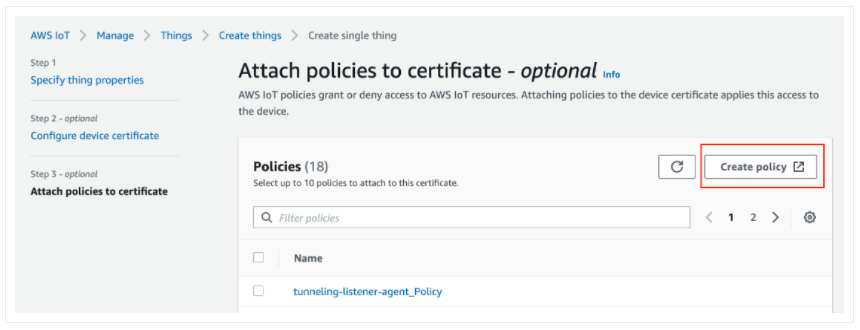 AWS IoT > Manage > Things > Create things > Create single thing
Step 1
Specify thing properties
Step 2 - optional
Configure device certificate
Step 3 - optional
Attach policies to certificate
Attach policies to certificate - optional Info
AWS IoT policies grant or deny access to AWS IoT resources. Attaching policies to the device certificate applies this access to
the device.
Policies (18)
Select up to 10 policies to attach to this certificate.
Create policy
Filter policies
1 2
Name
tunneling-listener-agent_Policy